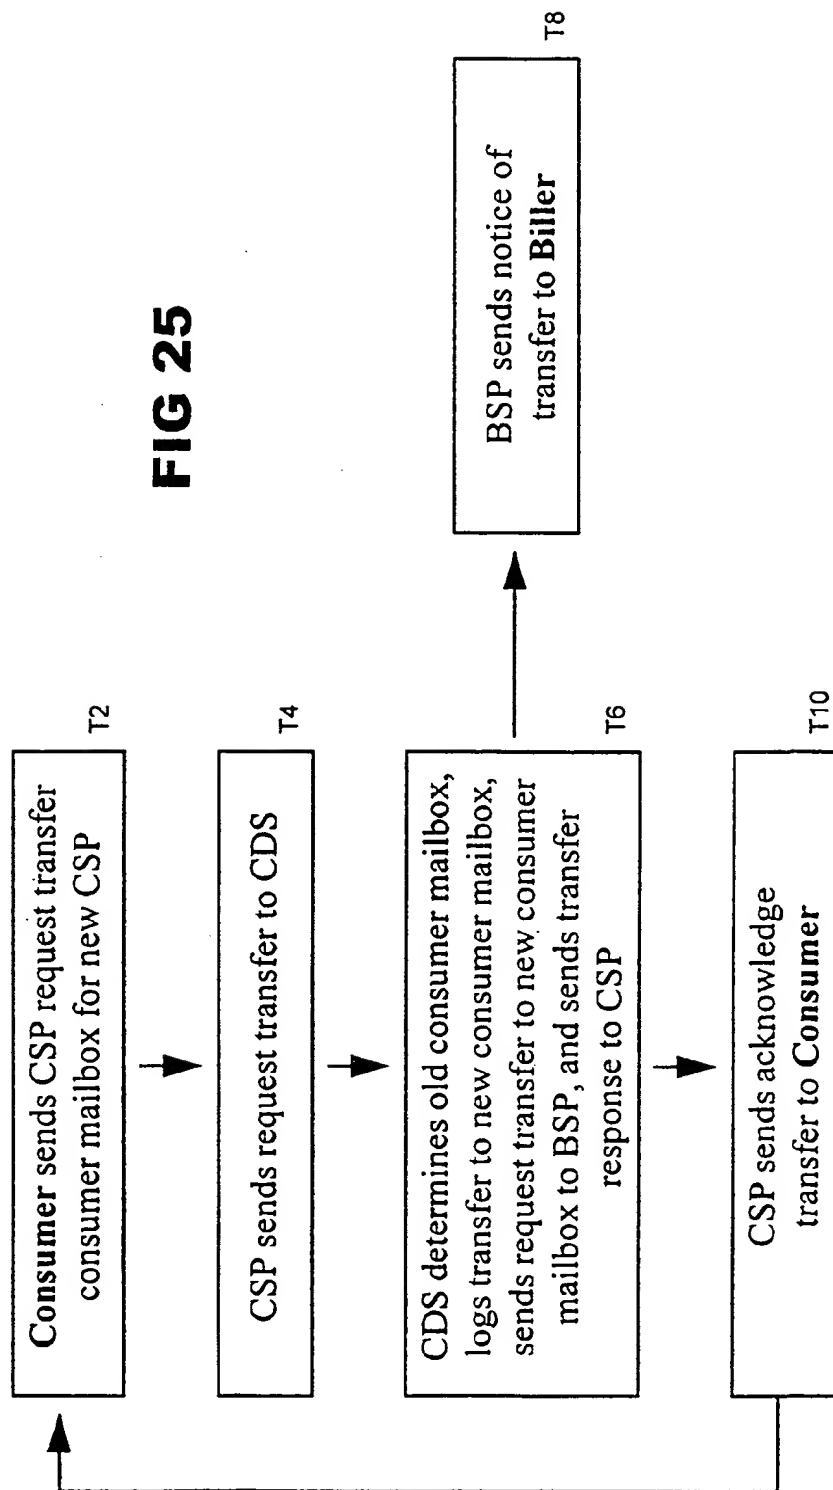 FIG 25
Consumer sends CSP request transfer
consumer mailbox for new CSP
T2
CSP sends request transfer to CDS
T4
CDS determines old consumer mailbox,
logs transfer to new consumer mailbox,
sends request transfer to new consumer
mailbox to BSP, and sends transfer
response to CSP
T6
BSP sends notice of
transfer to Biller
T8
CSP sends acknowledge
transfer to Consumer
T10